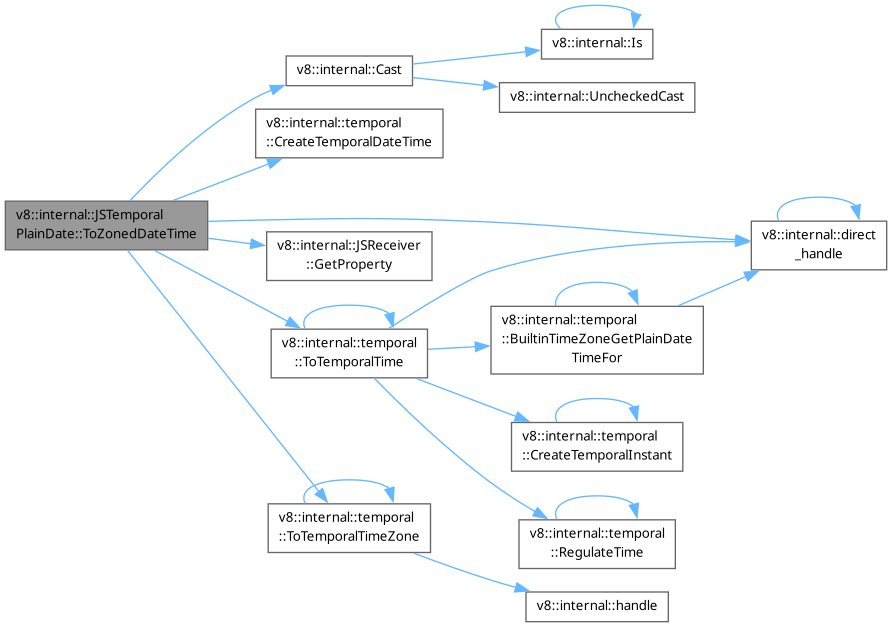 v8::internal::Is
v8::internal::Cast
v8::internal::UncheckedCast
v8::internal::temporal
::CreateTemporalDateTime
v8::internal::JSTemporal
PlainDate::ToZonedDateTime
v8::internal::direct
_handle
v8::internal::JSReceiver
::GetProperty
v8::internal::temporal
::BuiltinTimeZoneGetPlainDate
TimeFor
v8::internal::temporal
::ToTemporalTime
v8::internal::temporal
::CreateTemporalInstant
v8::internal::temporal
::ToTemporalTimeZone
v8::internal::temporal
::RegulateTime
v8::internal::handle